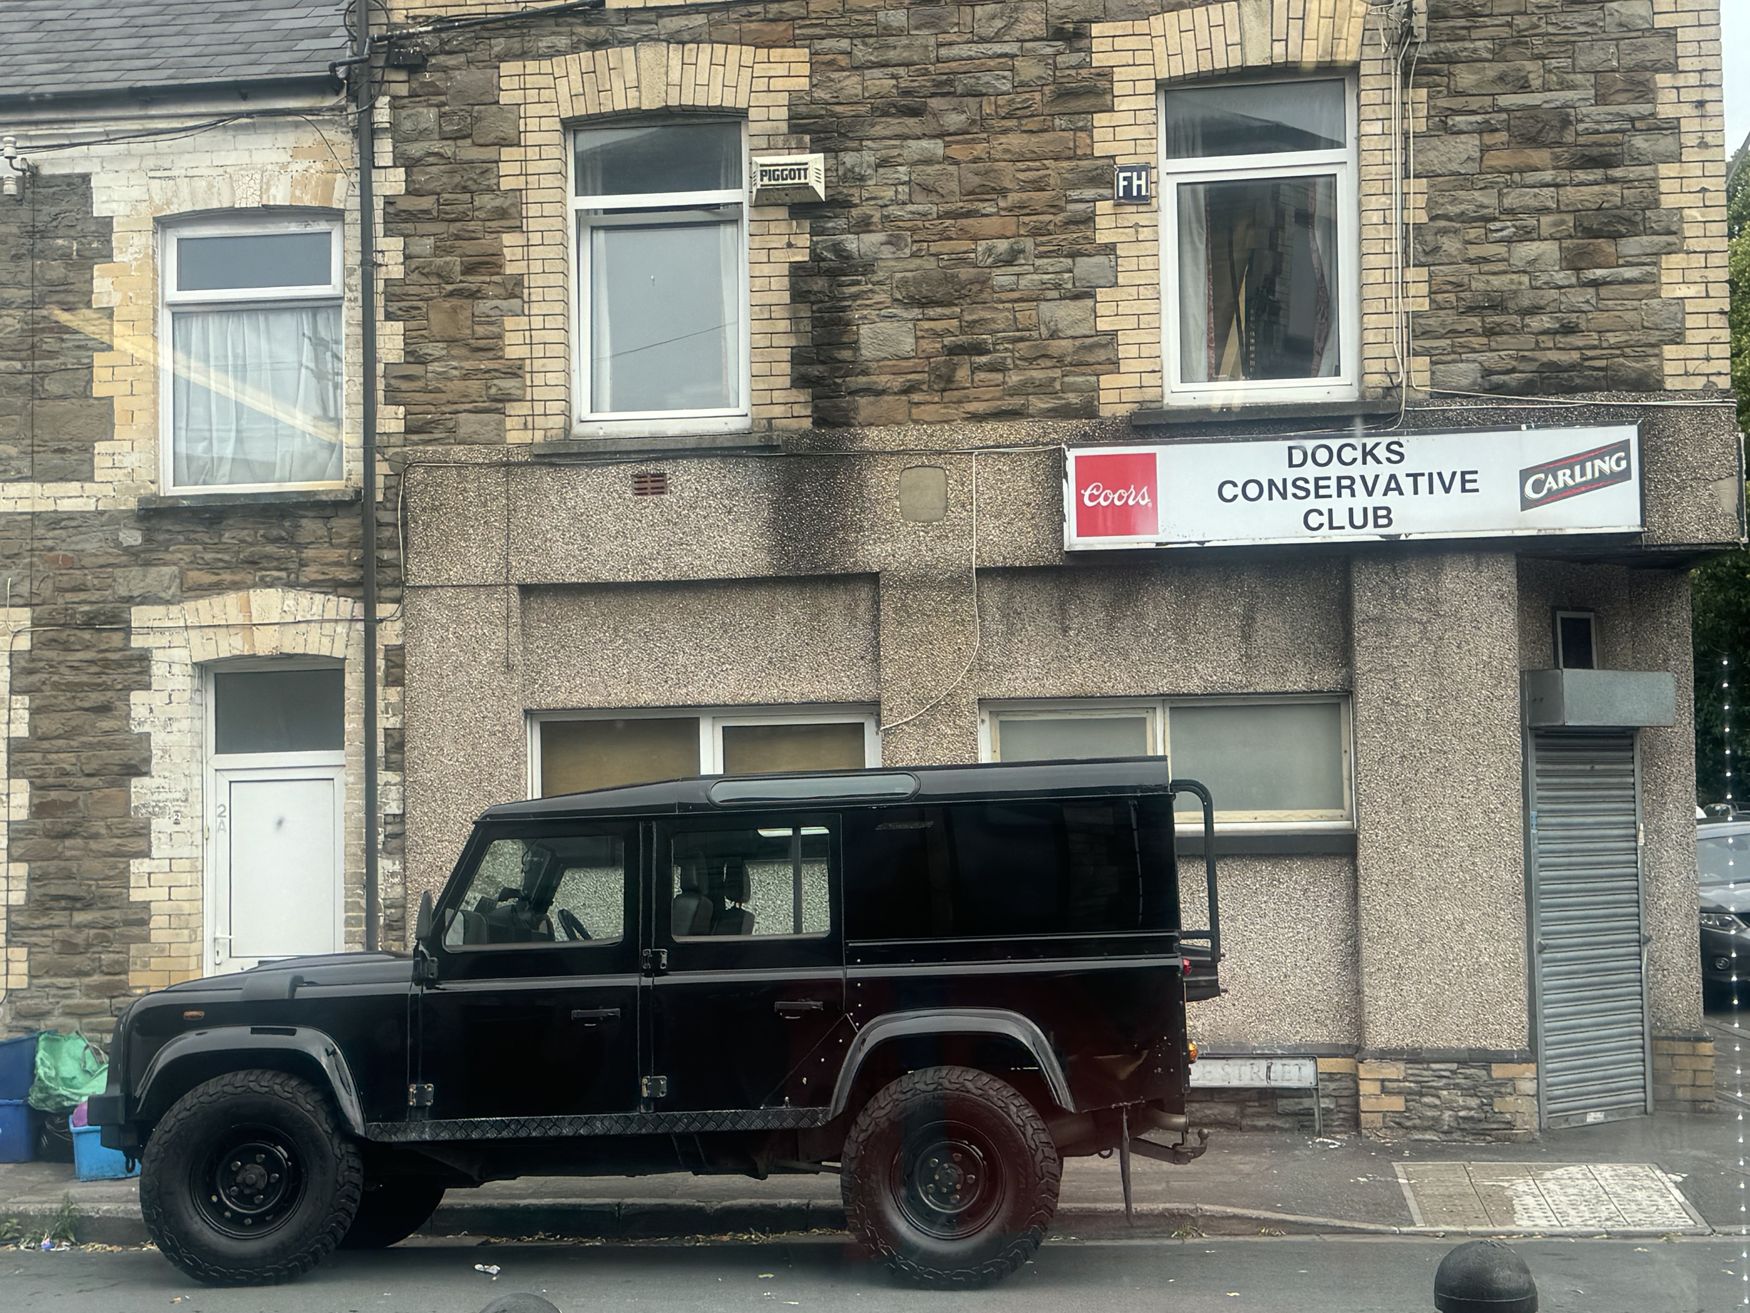 PIGGOTT
FH
Coors
DOCKS
CONSERVATIVE
CLUB
CARLING
2A
STREET